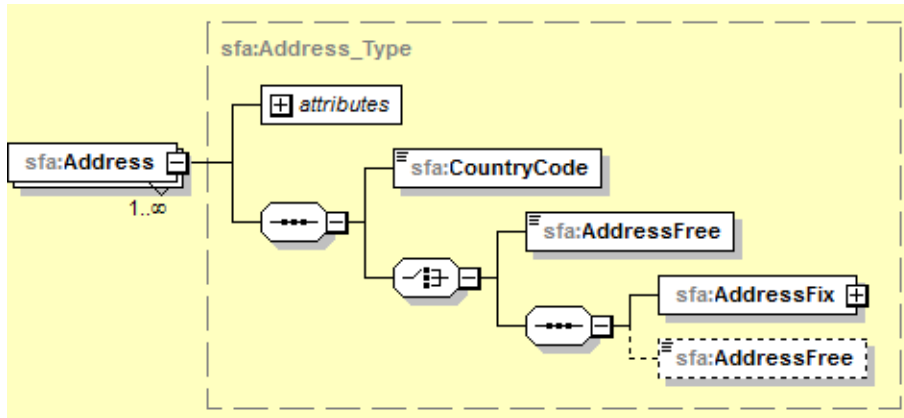 sfa:Address_Type
attributes
sfa:Address
1..∞
sfa:CountryCode
sfa:AddressFree
sfa:AddressFix
sfa:AddressFree